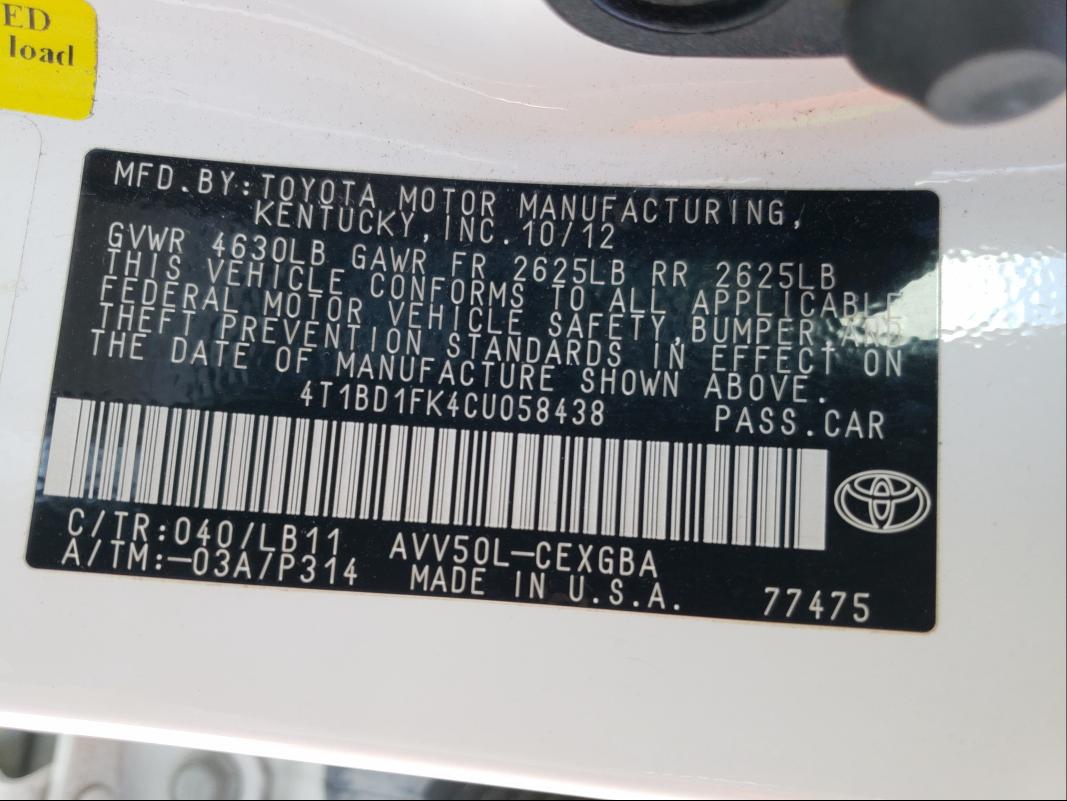 ED
load
MFD.BY:TOYOTA MOTOR MANUFACTURING,
KENTUCKY,INC.10/12
GVWR 4630LB GAWR FR 2625LB RR 2625LB
THIS VEHICLE CONFORMS TO ALL APPLICABLE
FEDERAL MOTOR VEHICLE SAFETY,BUMPER,AND
THEFT PREVENTION STANDARDS IN EFFECT ON
THE DATE OF MANUFACTURE SHOWN ABOVE.
4T1BD1FK4CU058438 PASS.CAR
C/TR:040/LB11 AVV50L-CEXGBA
A/TM:-03A/P314 MADE IN U.S.A. 77475